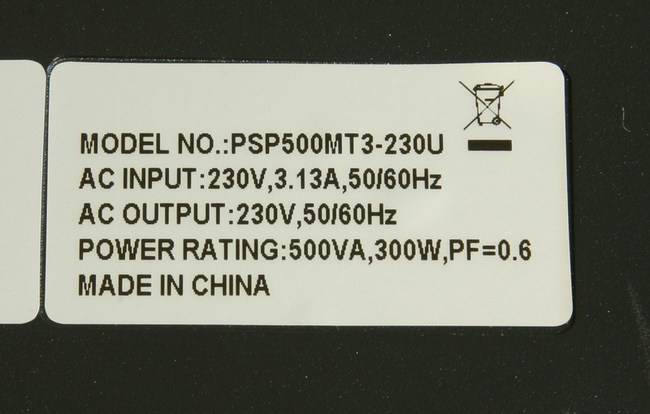 MODEL NO.:PSP500MT3-230U
AC INPUT:230V,3.13A,50/60Hz
AC OUTPUT:230V,50/60Hz
POWER RATING:500VA,300W,PF=0.6
MADE IN CHINA